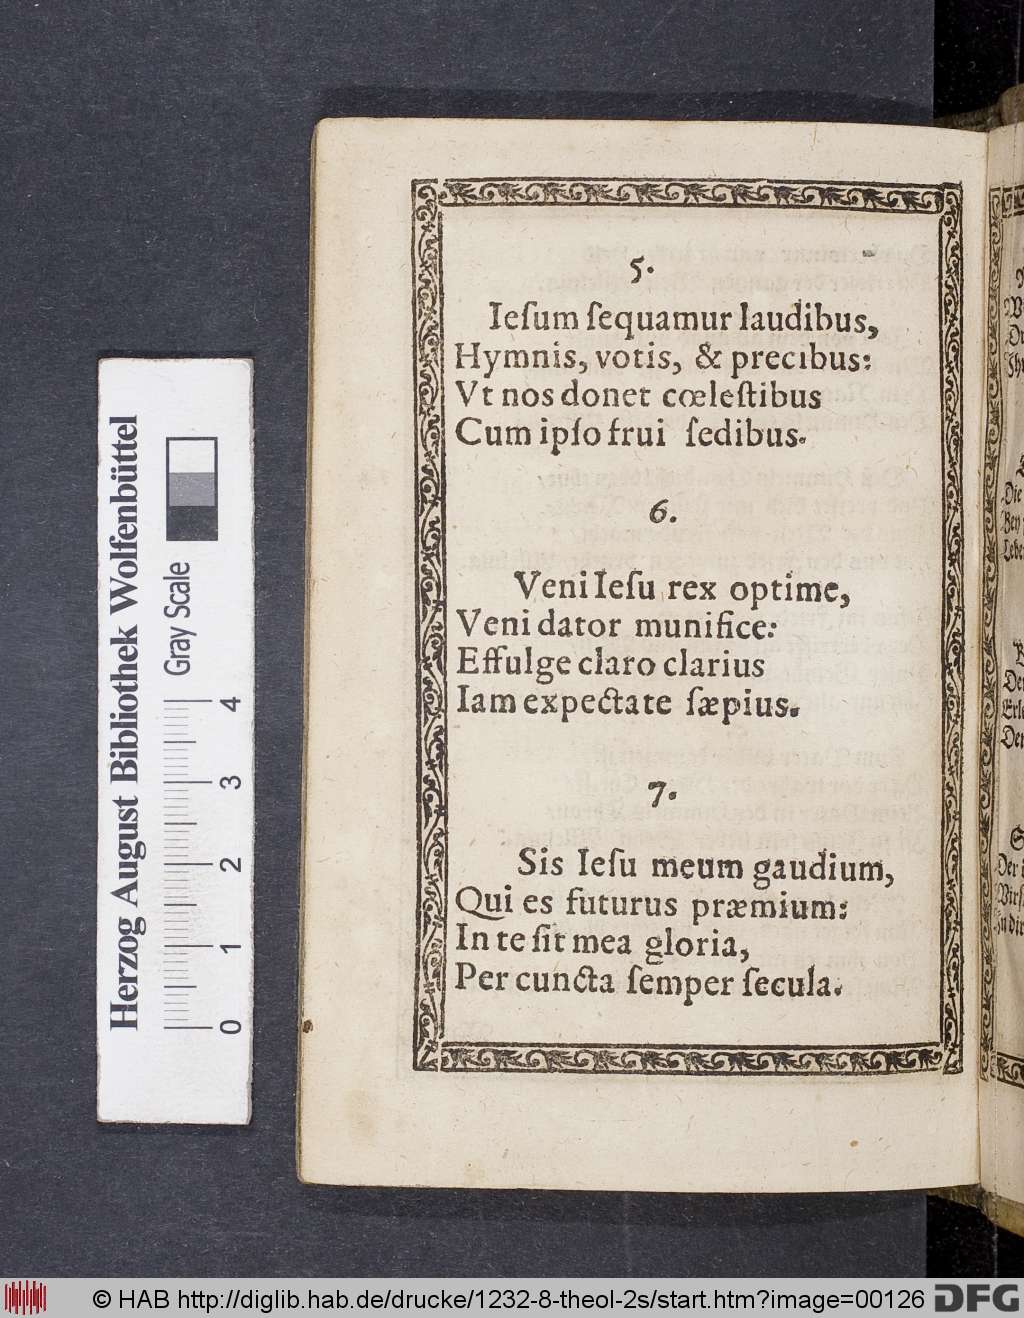 5.
Ieſum ſequamur laudibus,
Hymnis, votis, & precibus:
Vt nos donet cœleſtibus
Cum ipſo frui ſedibus.
6.
Veni Ieſu rex optime,
Veni dator munifice:
Effulge claro clarius
Iam expectate ſæpius.
7.
Sis Ieſu meum gaudium,
Qui es futurus præmium:
In te ſit mea gloria,
Per cuncta ſemper ſecula.
Herzog August Bibliothek Wolfenbüttel
Gray Scale
0 1 2 3 4
Die
Der
© HAB http://diglib.hab.de/drucke/1232-8-theol-2s/start.htm?image=00126
DFG